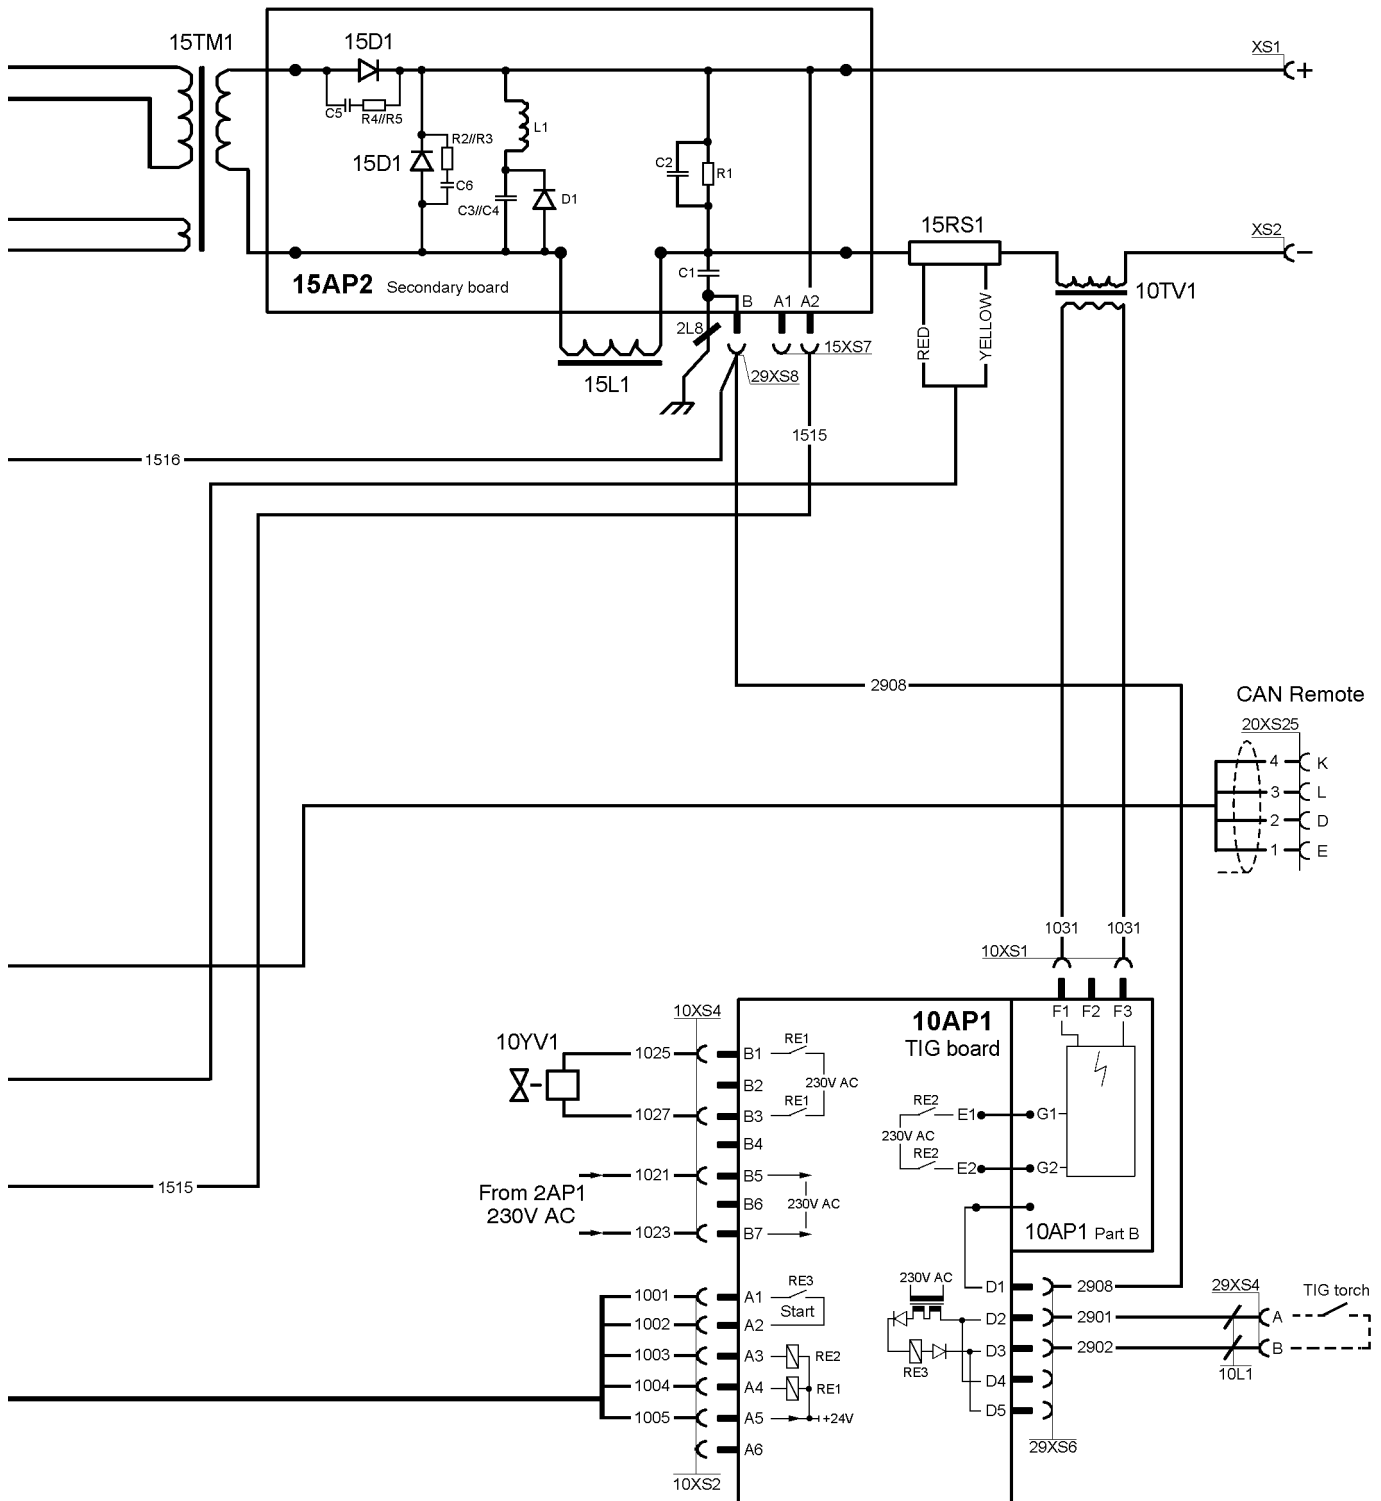 15TM1
15D1
XS1
+
C5
R4//R5
L1
R2//R3
15D1
C6
C3//C4
D1
C2
R1
15RS1
XS2
−
15AP2 Secondary board
C1
B
A1
A2
10TV1
2L8
RED
YELLOW
15XS7
15L1
29XS8
1515
1516
2908
CAN Remote
20XS25
4
K
3
L
2
D
1
E
1031
1031
10XS1
10XS4
F1
F2
F3
10AP1
TIG board
10YV1
1025
B1
RE1
B2
230V AC
1027
B3
RE1
RE2
E1
G1
B4
230V AC
RE2
E2
G2
1515
1021
B5
From 2AP1
230V AC
B6
230V AC
1023
B7
10AP1 Part B
230V AC
D1
2908
29XS4
TIG torch
1001
A1
RE3
Start
1002
A2
D2
2901
A
1003
A3
RE2
RE3
D3
2902
B
1004
A4
RE1
D4
10L1
1005
A5
+24V
D5
A6
29XS6
10XS2